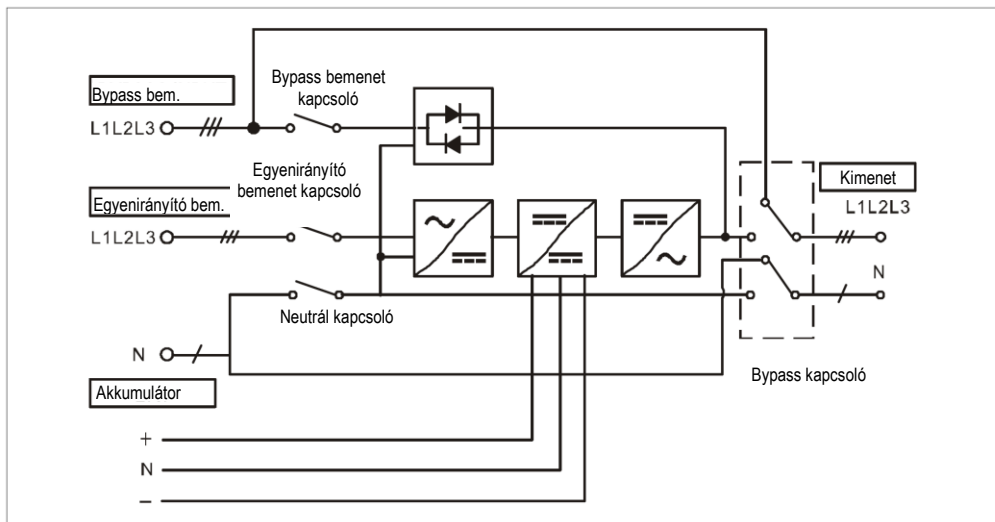 Bypass bem.
L1L2L3
Bypass bemenet
kapcsoló
Egyenirányító
bemenet kapcsoló
Egyenirányító bem.
L1L2L3
Kimenet
L1L2L3
N
Neutrál kapcsoló
N
Bypass kapcsoló
Akkumulátor
+
N
−